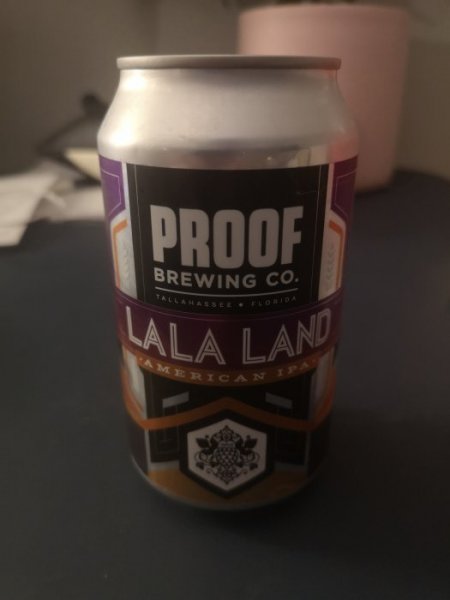 PROOF
BREWING CO.
TALLAHASSEE • FLORIDA
LALA LAND
AMERICAN IPA